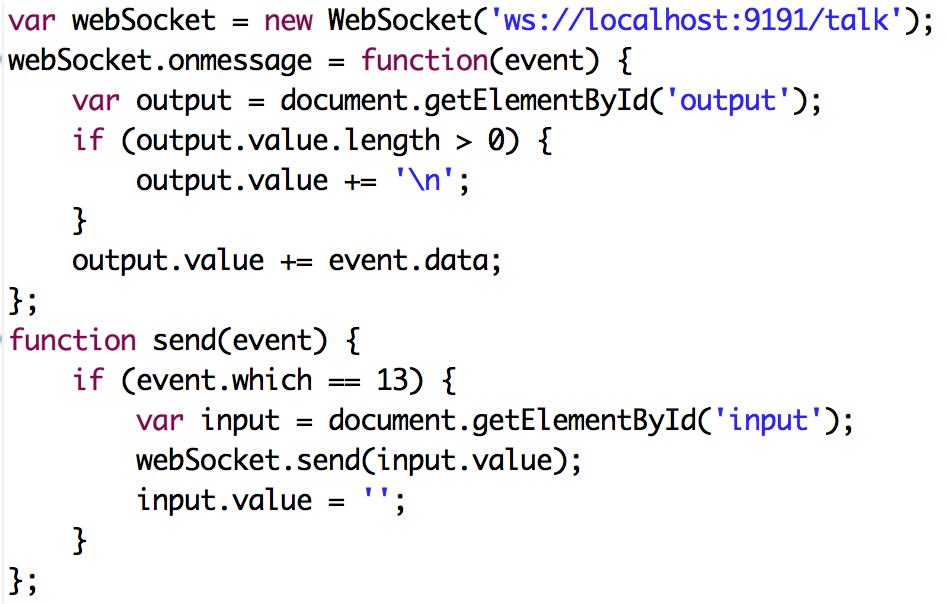 var webSocket = new WebSocket('ws://localhost:9191/talk');
webSocket.onmessage = function(event) {
    var output = document.getElementById('output');
    if (output.value.length > 0) {
        output.value += '\n';
    }
    output.value += event.data;
};
function send(event) {
    if (event.which == 13) {
        var input = document.getElementById('input');
        webSocket.send(input.value);
        input.value = '';
    }
};